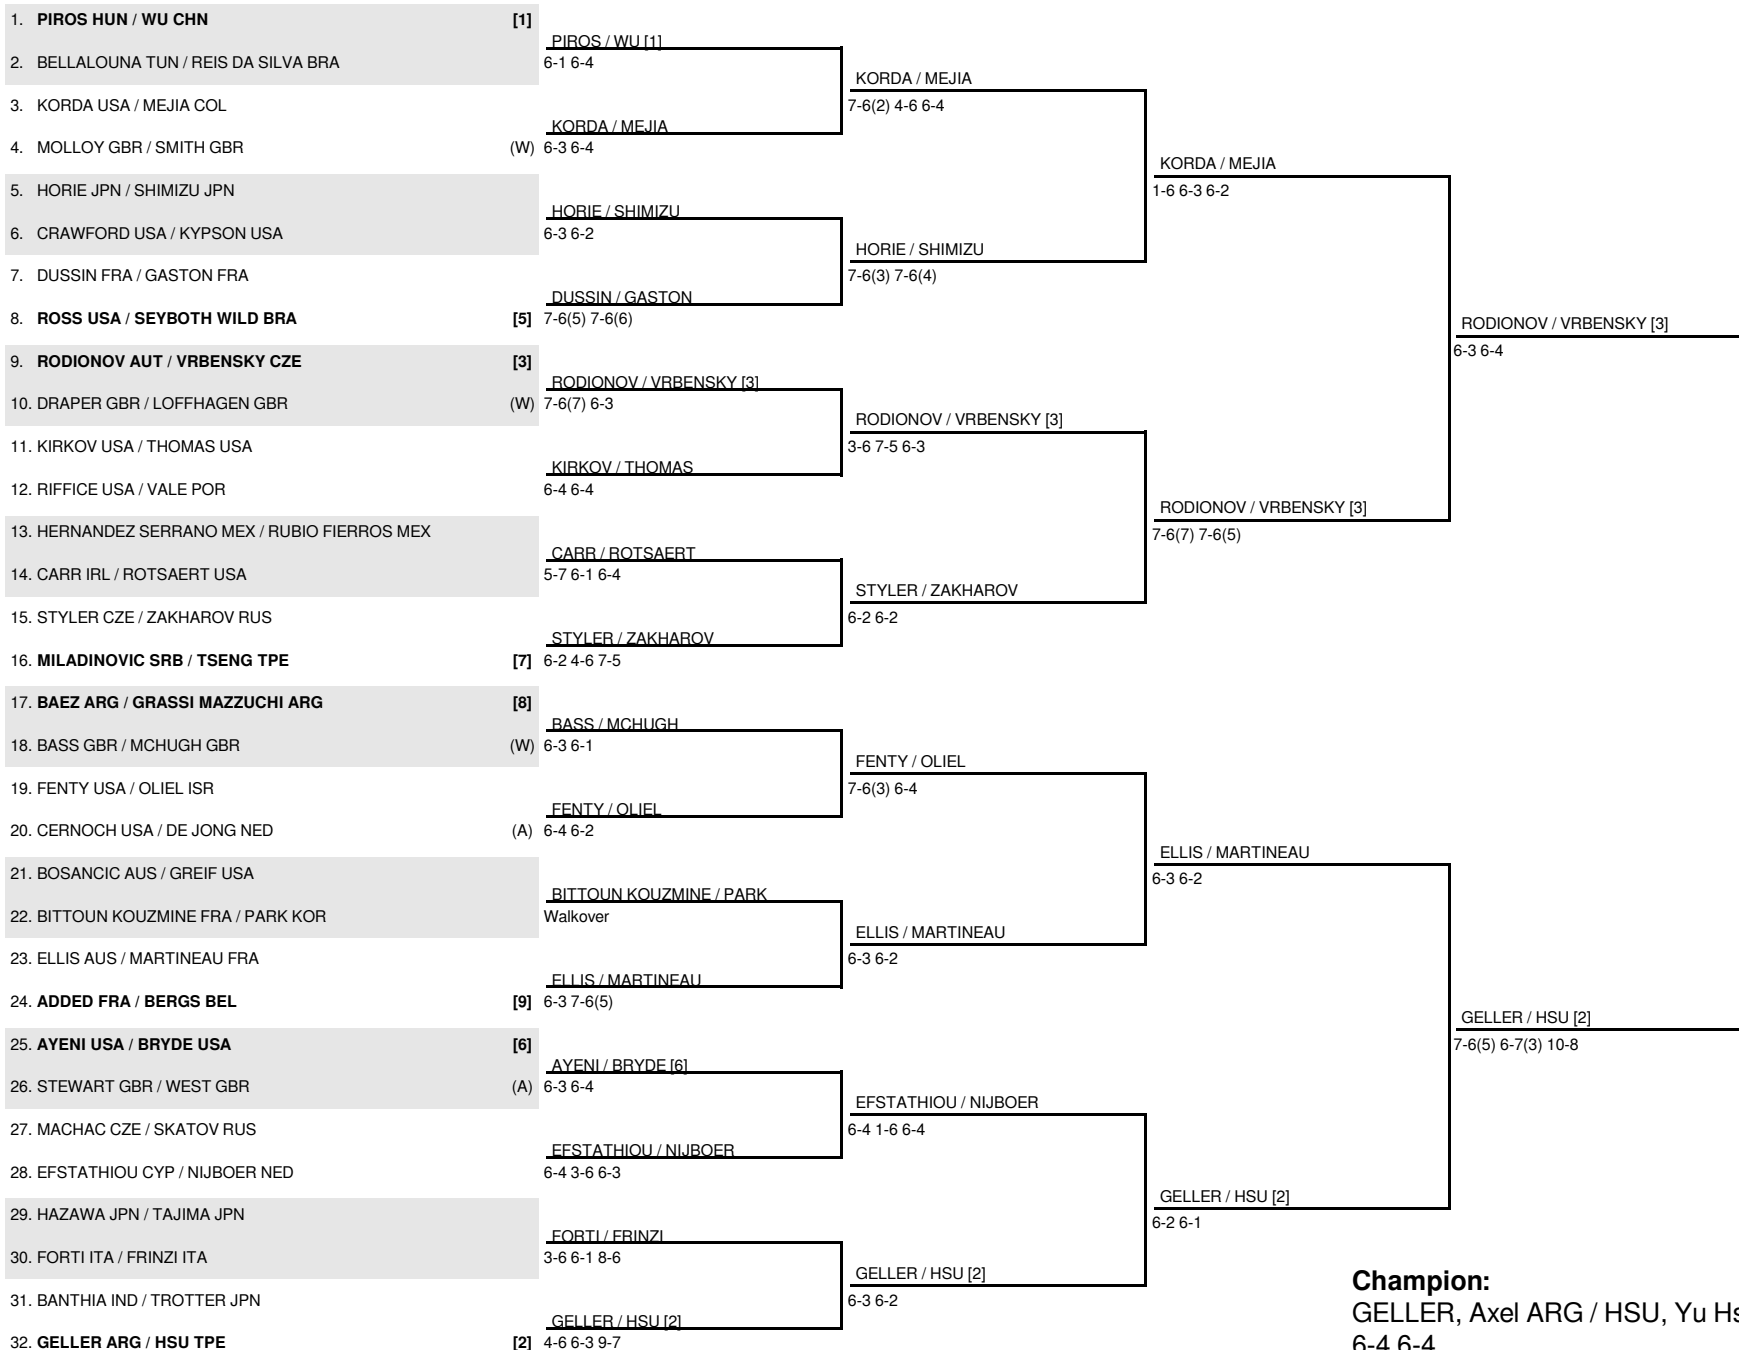 1. PIROS HUN / WU CHN [1]
2. BELLALOUNA TUN / REIS DA SILVA BRA
3. KORDA USA / MEJIA COL
4. MOLLOY GBR / SMITH GBR (W)
5. HORIE JPN / SHIMIZU JPN
6. CRAWFORD USA / KYPSON USA
7. DUSSIN FRA / GASTON FRA
8. ROSS USA / SEYBOTH WILD BRA [5]
9. RODIONOV AUT / VRBENSKY CZE [3]
10. DRAPER GBR / LOFFHAGEN GBR (W)
11. KIRKOV USA / THOMAS USA
12. RIFFICE USA / VALE POR
13. HERNANDEZ SERRANO MEX / RUBIO FIERROS MEX
14. CARR IRL / ROTSAERT USA
15. STYLER CZE / ZAKHAROV RUS
16. MILADINOVIC SRB / TSENG TPE [7]
17. BAEZ ARG / GRASSI MAZZUCHI ARG [8]
18. BASS GBR / MCHUGH GBR (W)
19. FENTY USA / OLIEL ISR
20. CERNOCH USA / DE JONG NED (A)
21. BOSANCIC AUS / GREIF USA
22. BITTOUN KOUZMINE FRA / PARK KOR
23. ELLIS AUS / MARTINEAU FRA
24. ADDED FRA / BERGS BEL [9]
25. AYENI USA / BRYDE USA [6]
26. STEWART GBR / WEST GBR (A)
27. MACHAC CZE / SKATOV RUS
28. EFSTATHIOU CYP / NIJBOER NED
29. HAZAWA JPN / TAJIMA JPN
30. FORTI ITA / FRINZI ITA
31. BANTHIA IND / TROTTER JPN
32. GELLER ARG / HSU TPE [2]
PIROS / WU [1]
6-1 6-4
KORDA / MEJIA
6-3 6-4
HORIE / SHIMIZU
6-3 6-2
DUSSIN / GASTON
7-6(5) 7-6(6)
RODIONOV / VRBENSKY [3]
7-6(7) 6-3
KIRKOV / THOMAS
6-4 6-4
CARR / ROTSAERT
5-7 6-1 6-4
STYLER / ZAKHAROV
6-2 4-6 7-5
BASS / MCHUGH
6-3 6-1
FENTY / OLIEL
6-4 6-2
BITTOUN KOUZMINE / PARK
Walkover
ELLIS / MARTINEAU
6-3 7-6(5)
AYENI / BRYDE [6]
6-3 6-4
EFSTATHIOU / NIJBOER
6-4 3-6 6-3
FORTI / FRINZI
3-6 6-1 8-6
GELLER / HSU [2]
4-6 6-3 9-7
KORDA / MEJIA
7-6(2) 4-6 6-4
HORIE / SHIMIZU
7-6(3) 7-6(4)
RODIONOV / VRBENSKY [3]
3-6 7-5 6-3
STYLER / ZAKHAROV
6-2 6-2
FENTY / OLIEL
7-6(3) 6-4
ELLIS / MARTINEAU
6-3 6-2
EFSTATHIOU / NIJBOER
6-4 1-6 6-4
GELLER / HSU [2]
6-3 6-2
KORDA / MEJIA
1-6 6-3 6-2
RODIONOV / VRBENSKY [3]
7-6(7) 7-6(5)
ELLIS / MARTINEAU
6-3 6-2
GELLER / HSU [2]
6-2 6-1
RODIONOV / VRBENSKY [3]
6-3 6-4
GELLER / HSU [2]
7-6(5) 6-7(3) 10-8
Champion:
GELLER, Axel ARG / HSU, Yu
6-4 6-4